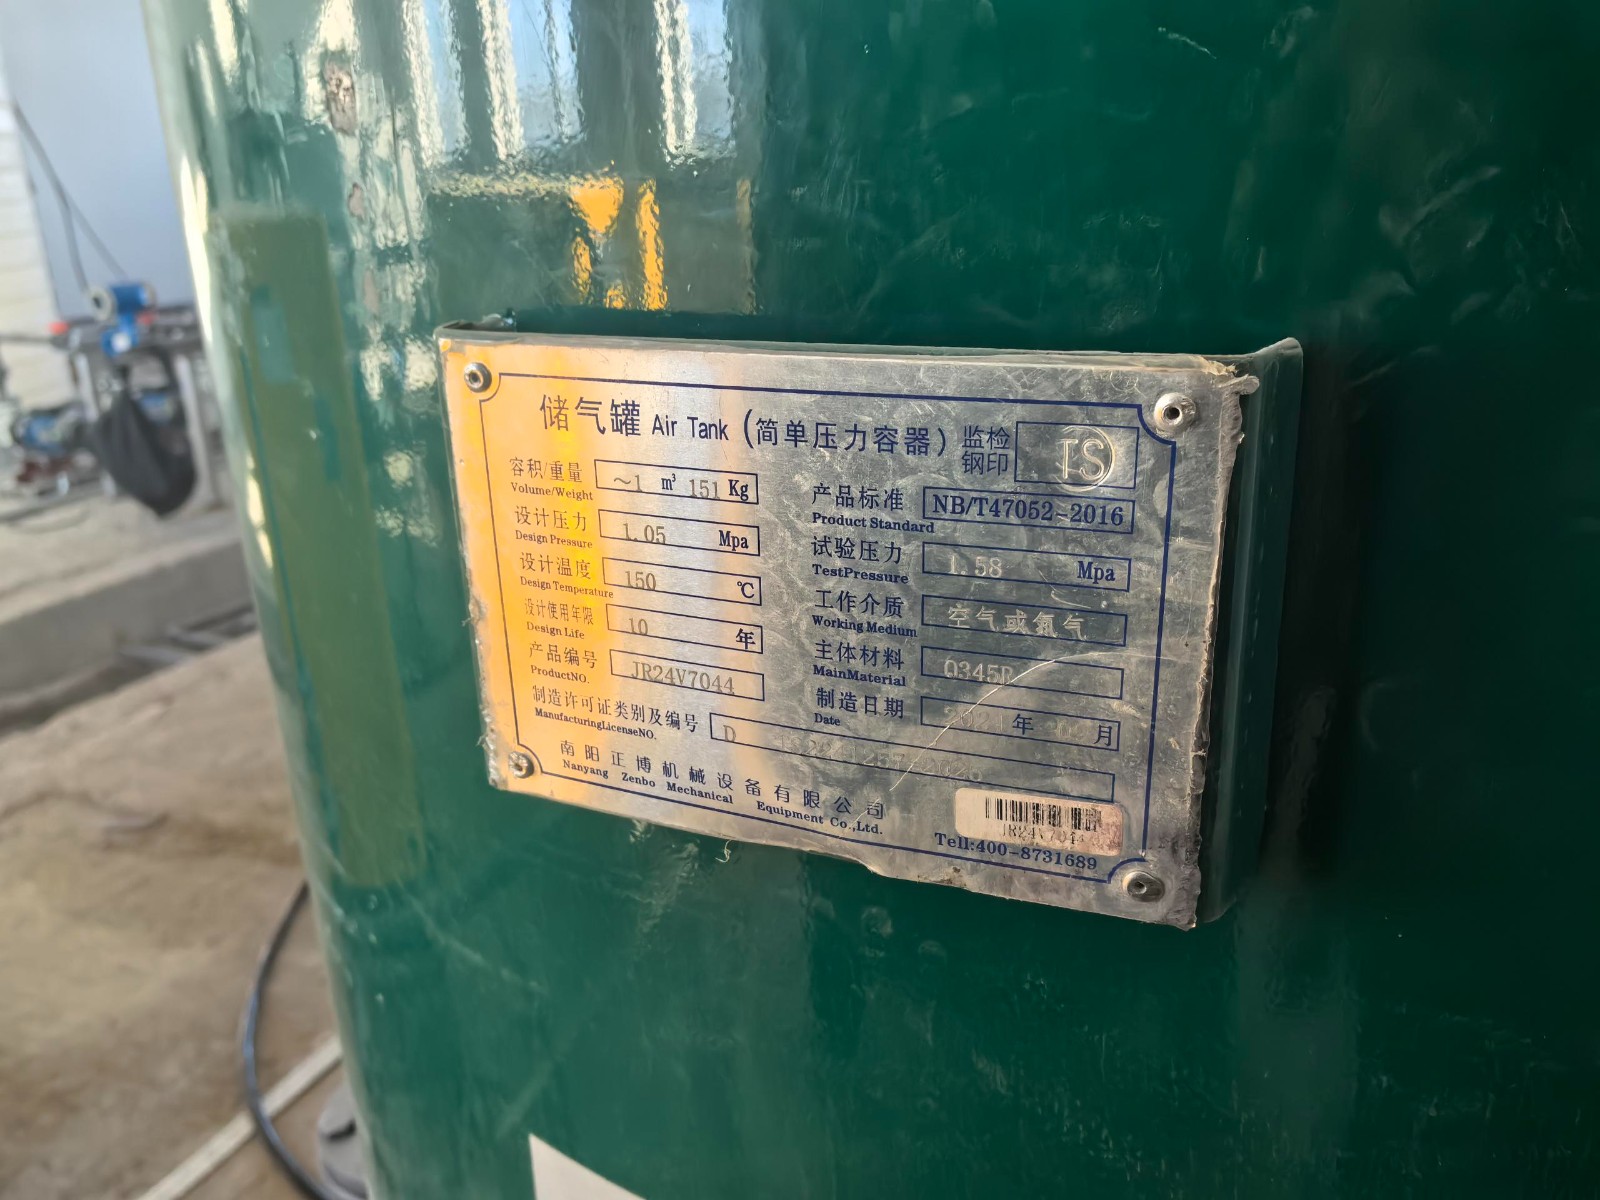 储气罐 Air Tank (简单压力容器) 监检钢印 TS
容积/重量 ~1 m³ 151 Kg
Volume/Weight
设计压力 1.05 Mpa
Design Pressure
设计温度 150 ℃
Design Temperature
设计使用年限 10 年
Design Life
产品编号 JR24V7044
ProductNO.
产品标准 NB/T47052-2016
Product Standard
试验压力 1.58 Mpa
TestPressure
工作介质 空气或氮气
Working Medium
主体材料 Q345R
MainMaterial
制造日期 2024 年 月
Date
制造许可证类别及编号 D
ManufacturingLicenseNO.
南阳正博机械设备有限公司
Nanyang Zenbo Mechanical Equipment Co.,Ltd.
JR24V7044
Tell:400-8731689